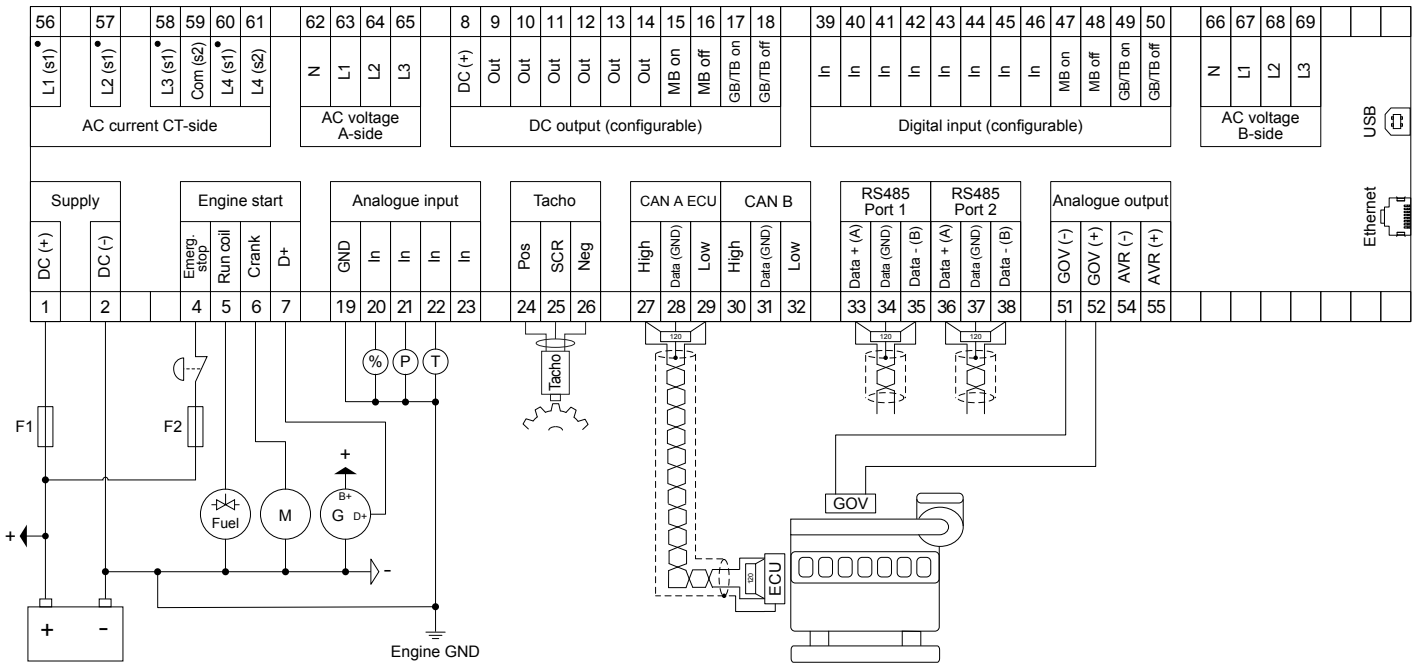 56 57 58 59 60 61 62 63 64 65 8 9 10 11 12 13 14 15 16 17 18 39 40 41 42 43 44 45 46 47 48 49 50 66 67 68 69
L1 (s1)
L2 (s1)
L3 (s1)
Com (s2)
L4 (s1)
L4 (s2)
N
L1
L2
L3
DC (+)
Out
Out
Out
Out
Out
Out
MB on
MB off
GB/TB on
GB/TB off
In
In
In
In
In
In
In
In
MB on
MB off
GB/TB on
GB/TB off
N
L1
L2
L3
AC current CT-side
AC voltage
A-side
DC output (configurable)
Digital input (configurable)
AC voltage
B-side
USB
Ethernet
Supply
Engine start
Analogue input
Tacho
CAN A ECU
CAN B
RS485
Port 1
RS485
Port 2
Analogue output
DC (+)
DC (-)
Emerg.
stop
Run coil
Crank
D+
GND
In
In
In
In
Pos
SCR
Neg
High
Data (GND)
Low
High
Data (GND)
Low
Data + (A)
Data (GND)
Data - (B)
Data + (A)
Data (GND)
Data - (B)
GOV (-)
GOV (+)
AVR (-)
AVR (+)
1 2 4 5 6 7 19 20 21 22 23 24 25 26 27 28 29 30 31 32 33 34 35 36 37 38 51 52 54 55
120
120
120
% P T
Tacho
F1
F2
+
B+
G D+
Fuel
M
GOV
+
-
120
ECU
+ -
Engine GND